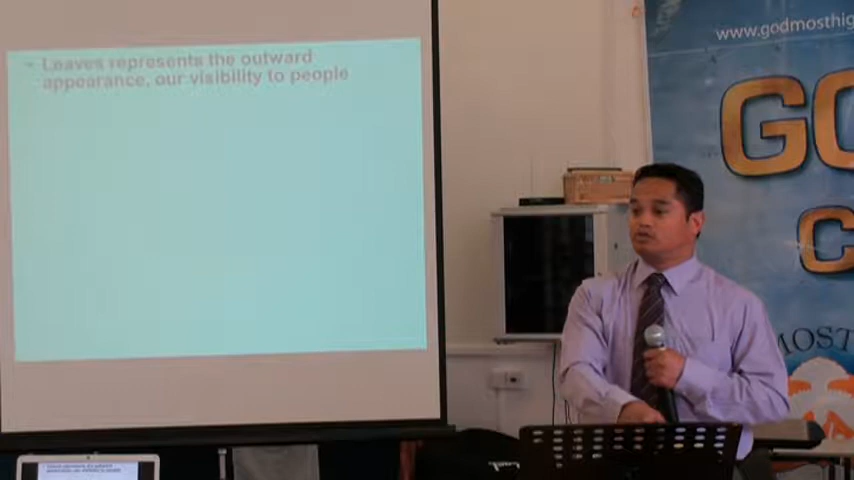 - Leaves represents the outward
appearance, our visibility to people
www.godmosthig
GO
C
MOST